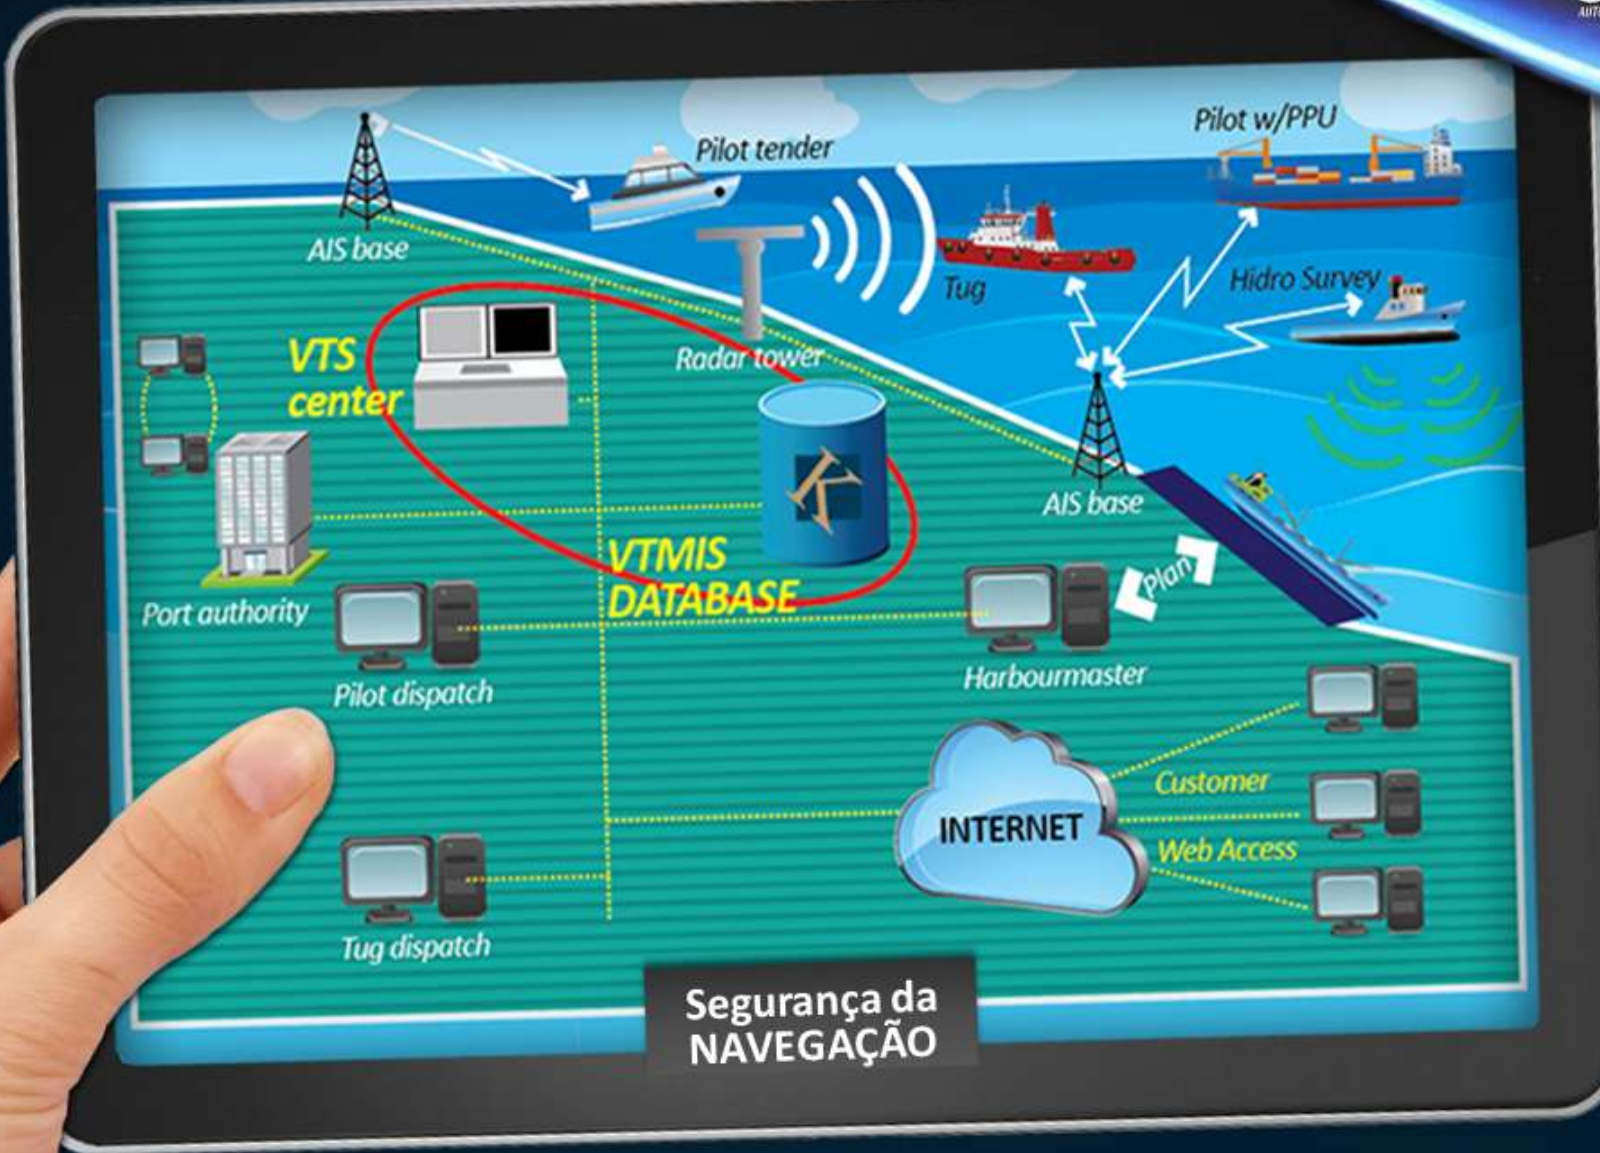 Pilot w/PPU
Pilot tender
AIS base
Tug
Hidro Survey
VTS
center
Radar tower
K
AIS base
VTMIS
DATABASE
Plan
Port authority
Pilot dispatch
Harbourmaster
INTERNET
Customer
Web Access
Tug dispatch
Segurança da
NAVEGAÇÃO